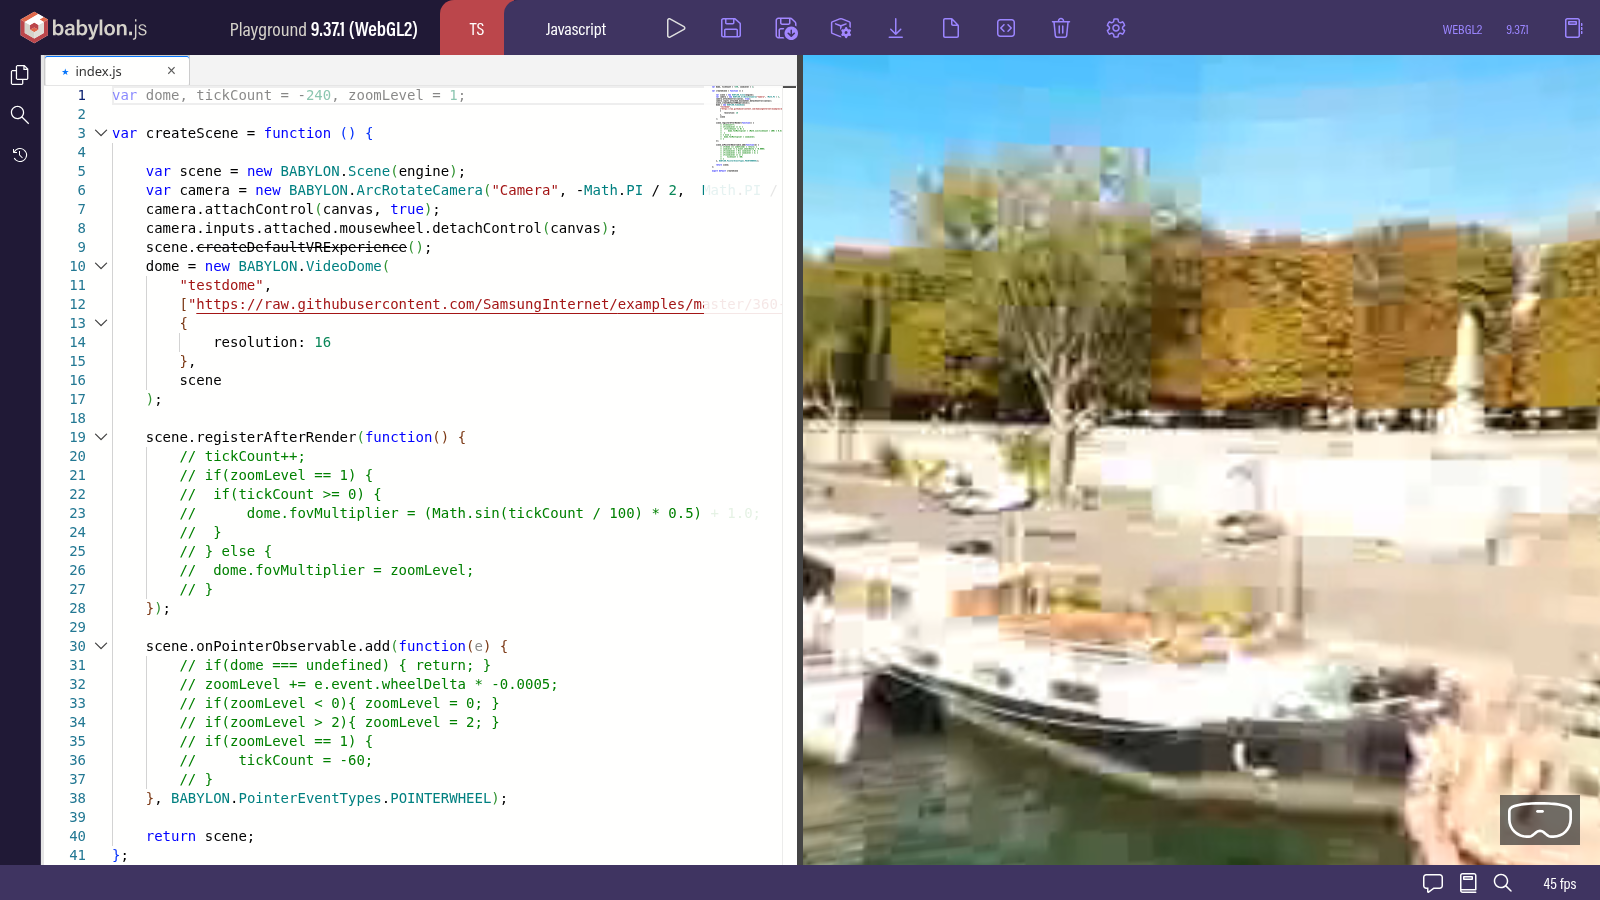 babylon.js
Playground 9.37.1 (WebGL2)
TS
Javascript
WEBGL2
9.37.1
index.js
1 var dome, tickCount = -240, zoomLevel = 1;
2
3 var createScene = function () {
4
5 var scene = new BABYLON.Scene(engine);
6 var camera = new BABYLON.ArcRotateCamera("Camera", -Math.PI / 2, Math.PI /
7 camera.attachControl(canvas, true);
8 camera.inputs.attached.mousewheel.detachControl(canvas);
9 scene.createDefaultVRExperience();
10 dome = new BABYLON.VideoDome(
11 "testdome",
12 ["https://raw.githubusercontent.com/SamsungInternet/examples/master/360-
13 {
14 resolution: 16
15 },
16 scene
17 );
18
19 scene.registerAfterRender(function() {
20 // tickCount++;
21 // if(zoomLevel == 1) {
22 //  if(tickCount >= 0) {
23 //      dome.fovMultiplier = (Math.sin(tickCount / 100) * 0.5) + 1.0;
24 //  }
25 // } else {
26 //  dome.fovMultiplier = zoomLevel;
27 // }
28 });
29
30 scene.onPointerObservable.add(function(e) {
31 // if(dome === undefined) { return; }
32 // zoomLevel += e.event.wheelDelta * -0.0005;
33 // if(zoomLevel < 0){ zoomLevel = 0; }
34 // if(zoomLevel > 2){ zoomLevel = 2; }
35 // if(zoomLevel == 1) {
36 //     tickCount = -60;
37 // }
38 }, BABYLON.PointerEventTypes.POINTERWHEEL);
39
40 return scene;
41 };
45 fps